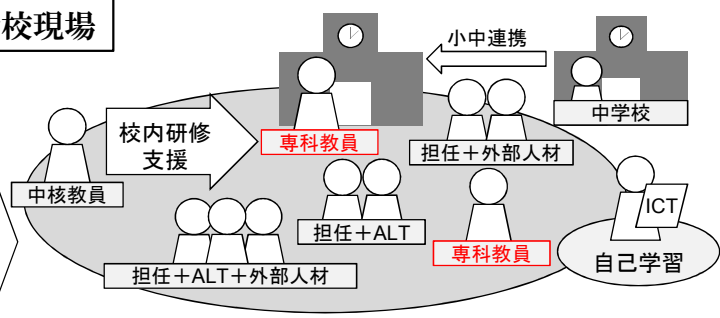 校現場
小中連携
中学校
校内研修
支援
専科教員
担任＋外部人材
中核教員
担任＋ALT
ICT
専科教員
自己学習
担任＋ALT＋外部人材